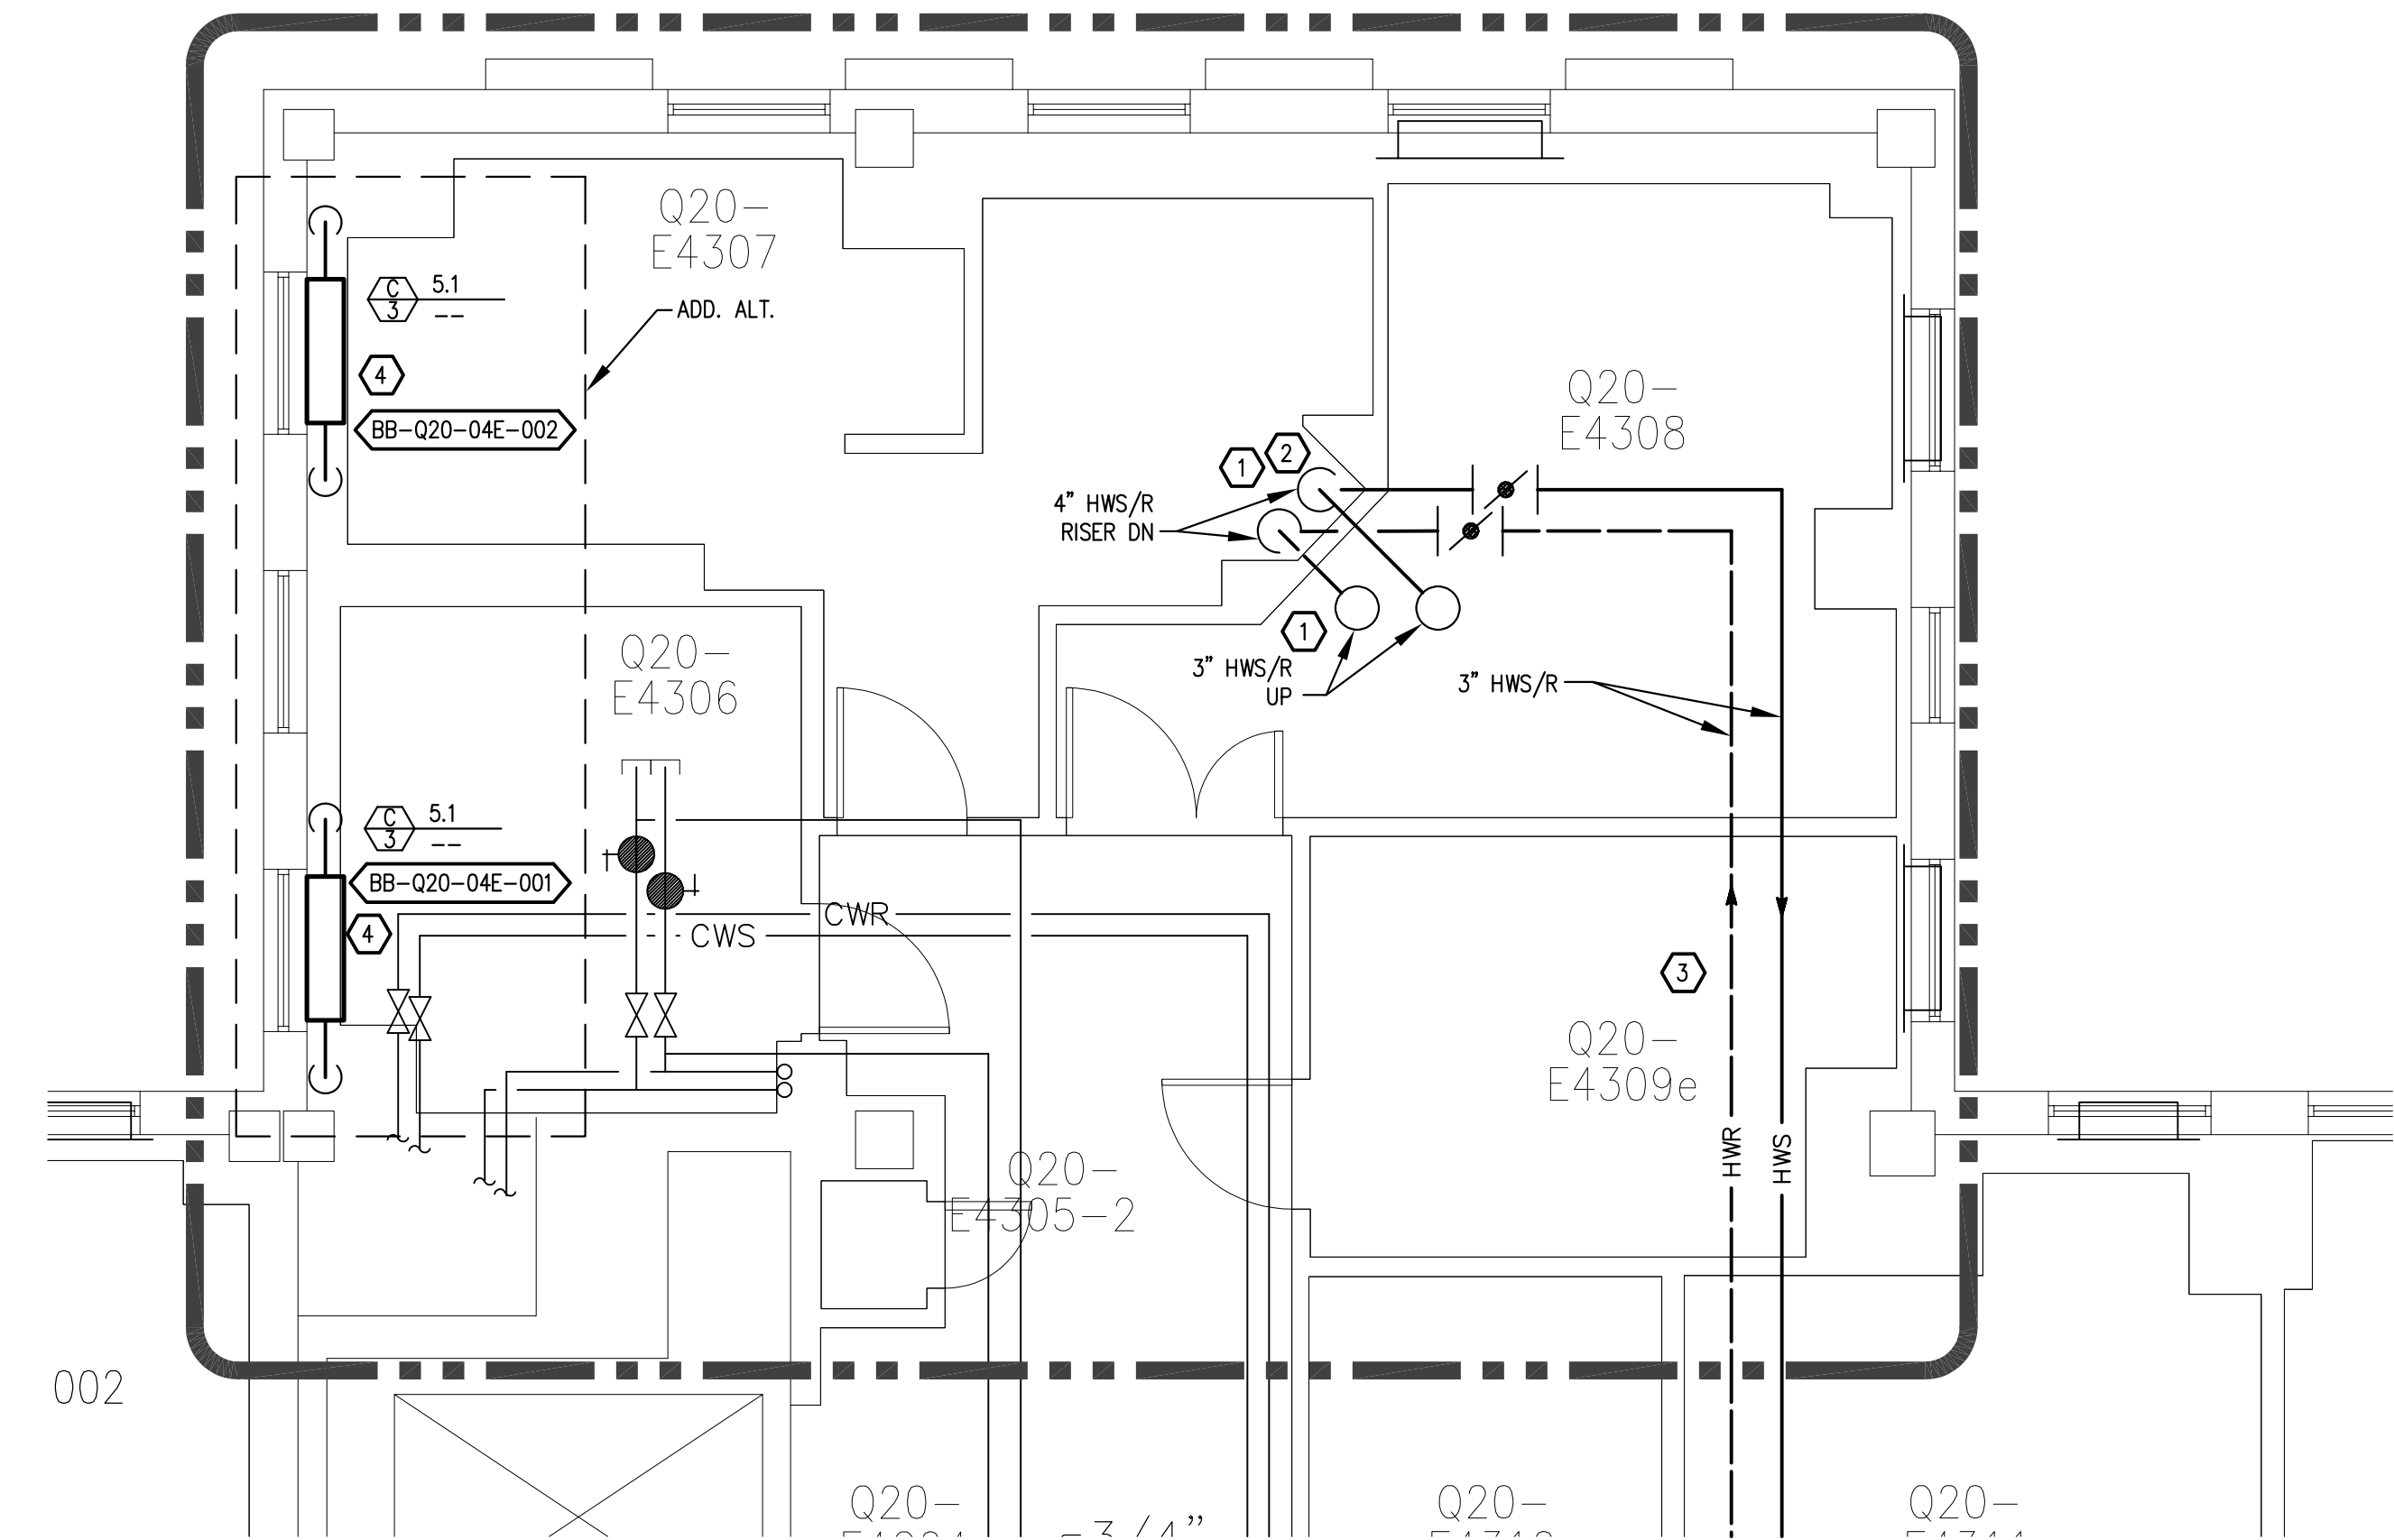 Q20-
E4307
C 5.1
3 --
ADD. ALT.
4
BB-Q20-04E-002
Q20-
E4308
1
2
4" HWS/R
RISER DN
1
3" HWS/R
UP
3" HWS/R
Q20-
E4306
C 5.1
3 --
BB-Q20-04E-001
4
CWR
CWS
3
Q20-
E4309e
HWR
HWS
Q20-
E4305-2
002
Q20-
Q20-
Q20-
3/4"